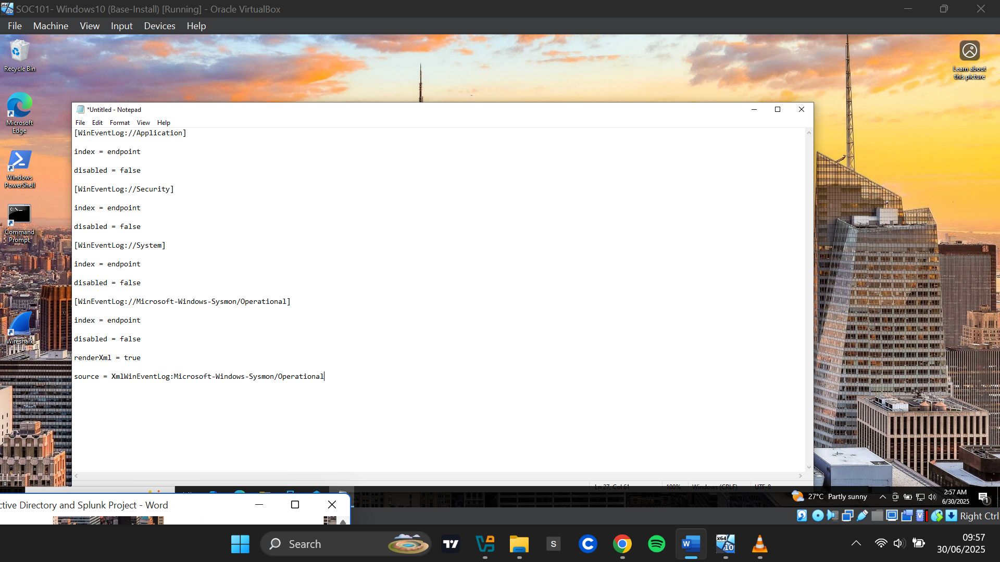 SOC101- Windows10 (Base-Install) [Running] - Oracle VirtualBox
File Machine View Input Devices Help
Recycle Bin
Learn about
this picture
Microsoft
Edge
Windows
PowerShell
Command
Prompt
Wireshark
*Untitled - Notepad
File Edit Format View Help
[WinEventLog://Application]
index = endpoint
disabled = false
[WinEventLog://Security]
index = endpoint
disabled = false
[WinEventLog://System]
index = endpoint
disabled = false
[WinEventLog://Microsoft-Windows-Sysmon/Operational]
index = endpoint
disabled = false
renderXml = true
source = XmlWinEventLog:Microsoft-Windows-Sysmon/Operational
Ln 27, Col 61 100% Windows (CRLF) UTF-8
27°C Partly sunny
2:57 AM
6/30/2025
1
ctive Directory and Splunk Project - Word
Right Ctrl
Search
09:57
30/06/2025